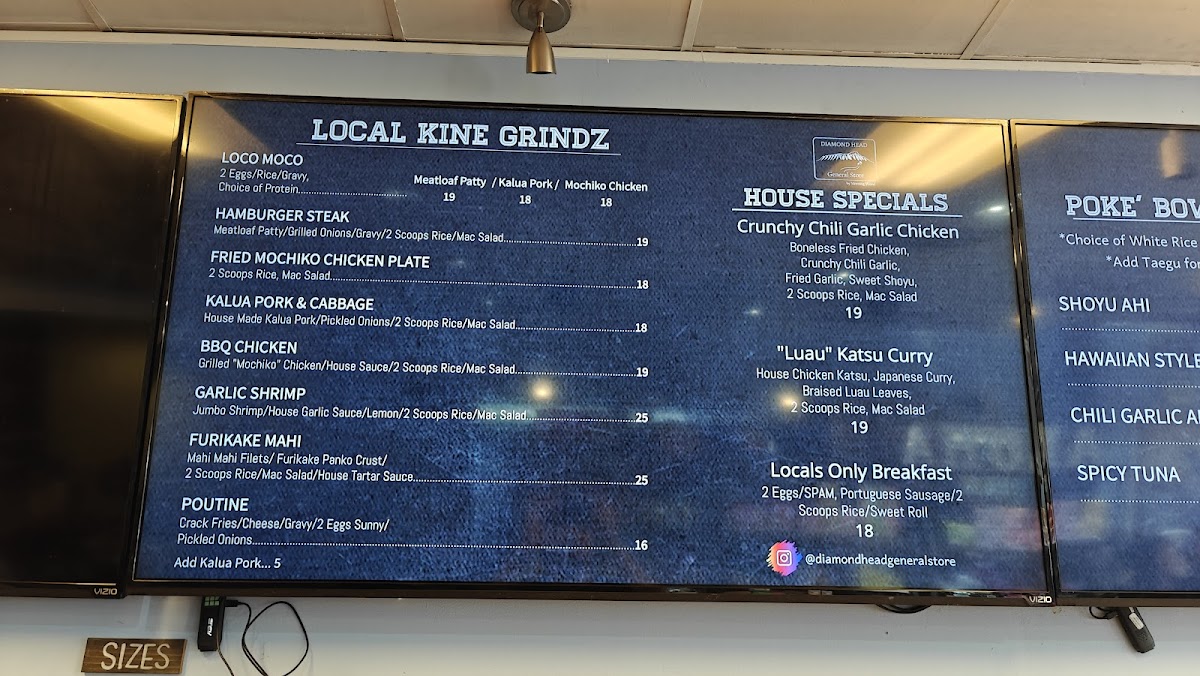 LOCAL KINE GRINDZ
LOCO MOCO
2 Eggs/Rice/Gravy,
Choice of Protein
Meatloaf Patty / Kalua Pork / Mochiko Chicken
19 18 18
HAMBURGER STEAK
Meatloaf Patty/Grilled Onions/Gravy/2 Scoops Rice/Mac Salad 19
FRIED MOCHIKO CHICKEN PLATE
2 Scoops Rice, Mac Salad 18
KALUA PORK & CABBAGE
House Made Kalua Pork/Pickled Onions/2 Scoops Rice/Mac Salad 18
BBQ CHICKEN
Grilled "Mochiko" Chicken/House Sauce/2 Scoops Rice/Mac Salad 19
GARLIC SHRIMP
Jumbo Shrimp/House Garlic Sauce/Lemon/2 Scoops Rice/Mac Salad 25
FURIKAKE MAHI
Mahi Mahi Filets/ Furikake Panko Crust/
2 Scoops Rice/Mac Salad/House Tartar Sauce 25
POUTINE
Crack Fries/Cheese/Gravy/2 Eggs Sunny/
Pickled Onions 16
Add Kalua Pork... 5
DIAMOND HEAD
General Store
HOUSE SPECIALS
Crunchy Chili Garlic Chicken
Boneless Fried Chicken,
Crunchy Chili Garlic,
Fried Garlic, Sweet Shoyu,
2 Scoops Rice, Mac Salad
19
"Luau" Katsu Curry
House Chicken Katsu, Japanese Curry,
Braised Luau Leaves,
2 Scoops Rice, Mac Salad
19
Locals Only Breakfast
2 Eggs/SPAM, Portuguese Sausage/2
Scoops Rice/Sweet Roll
18
@diamondheadgeneralstore
POKE' BOW
*Choice of White Rice
*Add Taegu for
SHOYU AHI
HAWAIIAN STYLE
CHILI GARLIC A
SPICY TUNA
VIZIO
VIZIO
SIZES